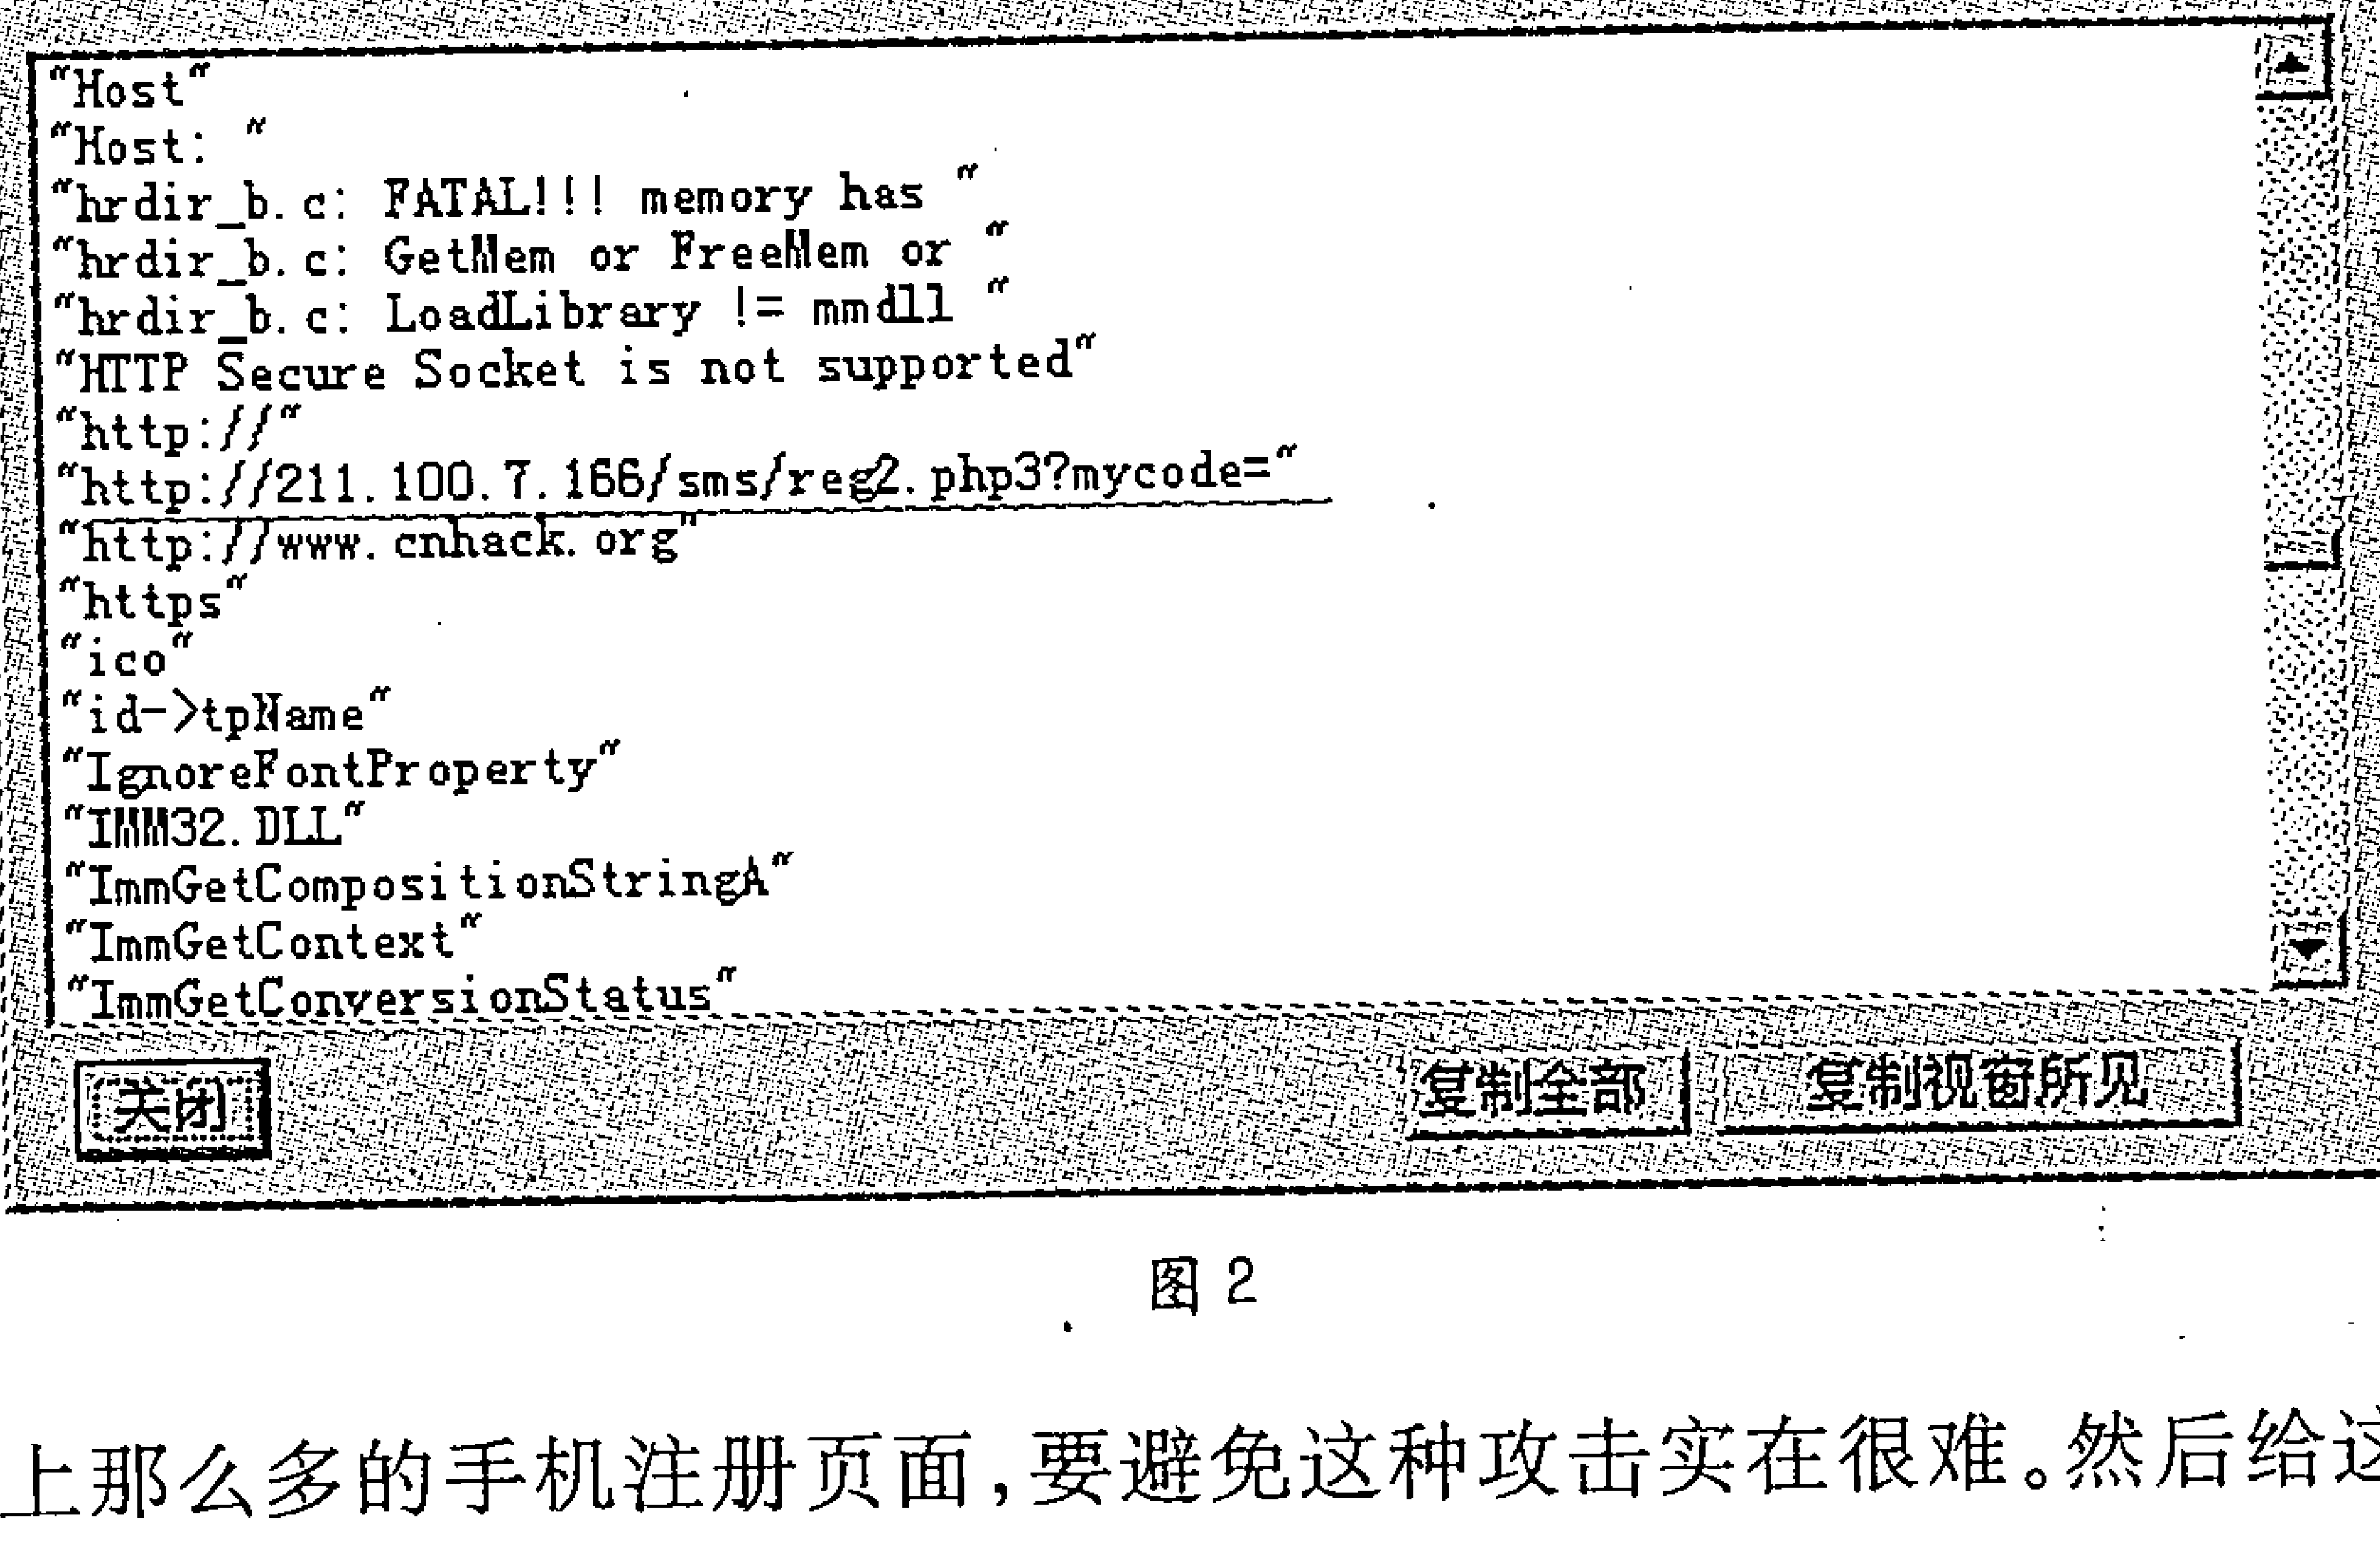 "Host"
"Host: "
"hrdir_b.c: FATAL!!! memory has "
"hrdir_b.c: GetMem or FreeMem or "
"hrdir_b.c: LoadLibrary != mmdll "
"HTTP Secure Socket is not supported"
"http://"
"http://211.100.7.166/sms/reg2.php3?mycode="
"http://www.cnhack.org"
"https"
"ico"
"id->tpName"
"IgnoreFontProperty"
"IMM32.DLL"
"ImmGetCompositionStringA"
"ImmGetContext"
"ImmGetConversionStatus"
关闭 复制全部 复制视窗所见
图 2
上那么多的手机注册页面,要避免这种攻击实在很难。然后给这